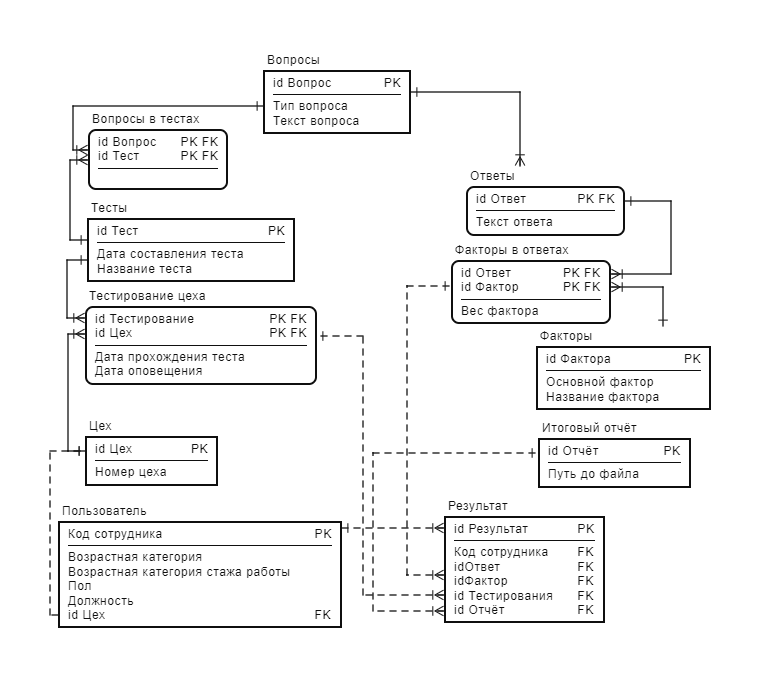 Вопросы
id Вопрос PK
Тип вопроса
Текст вопроса
Вопросы в тестах
id Вопрос PK FK
id Тест PK FK
Ответы
id Ответ PK FK
Текст ответа
Тесты
id Тест PK
Дата составления теста
Название теста
Факторы в ответах
id Ответ PK FK
id Фактор PK FK
Вес фактора
Тестирование цеха
id Тестирование PK FK
id Цех PK FK
Дата прохождения теста
Дата оповещения
Факторы
id Фактора PK
Основной фактор
Название фактора
Цех
id Цех PK
Номер цеха
Итоговый отчёт
id Отчёт PK
Путь до файла
Пользователь
Код сотрудника PK
Возрастная категория
Возрастная категория стажа работы
Пол
Должность
id Цех FK
Результат
id Результат PK
Код сотрудника FK
idОтвет FK
idФактор FK
id Тестирования FK
id Отчёт FK